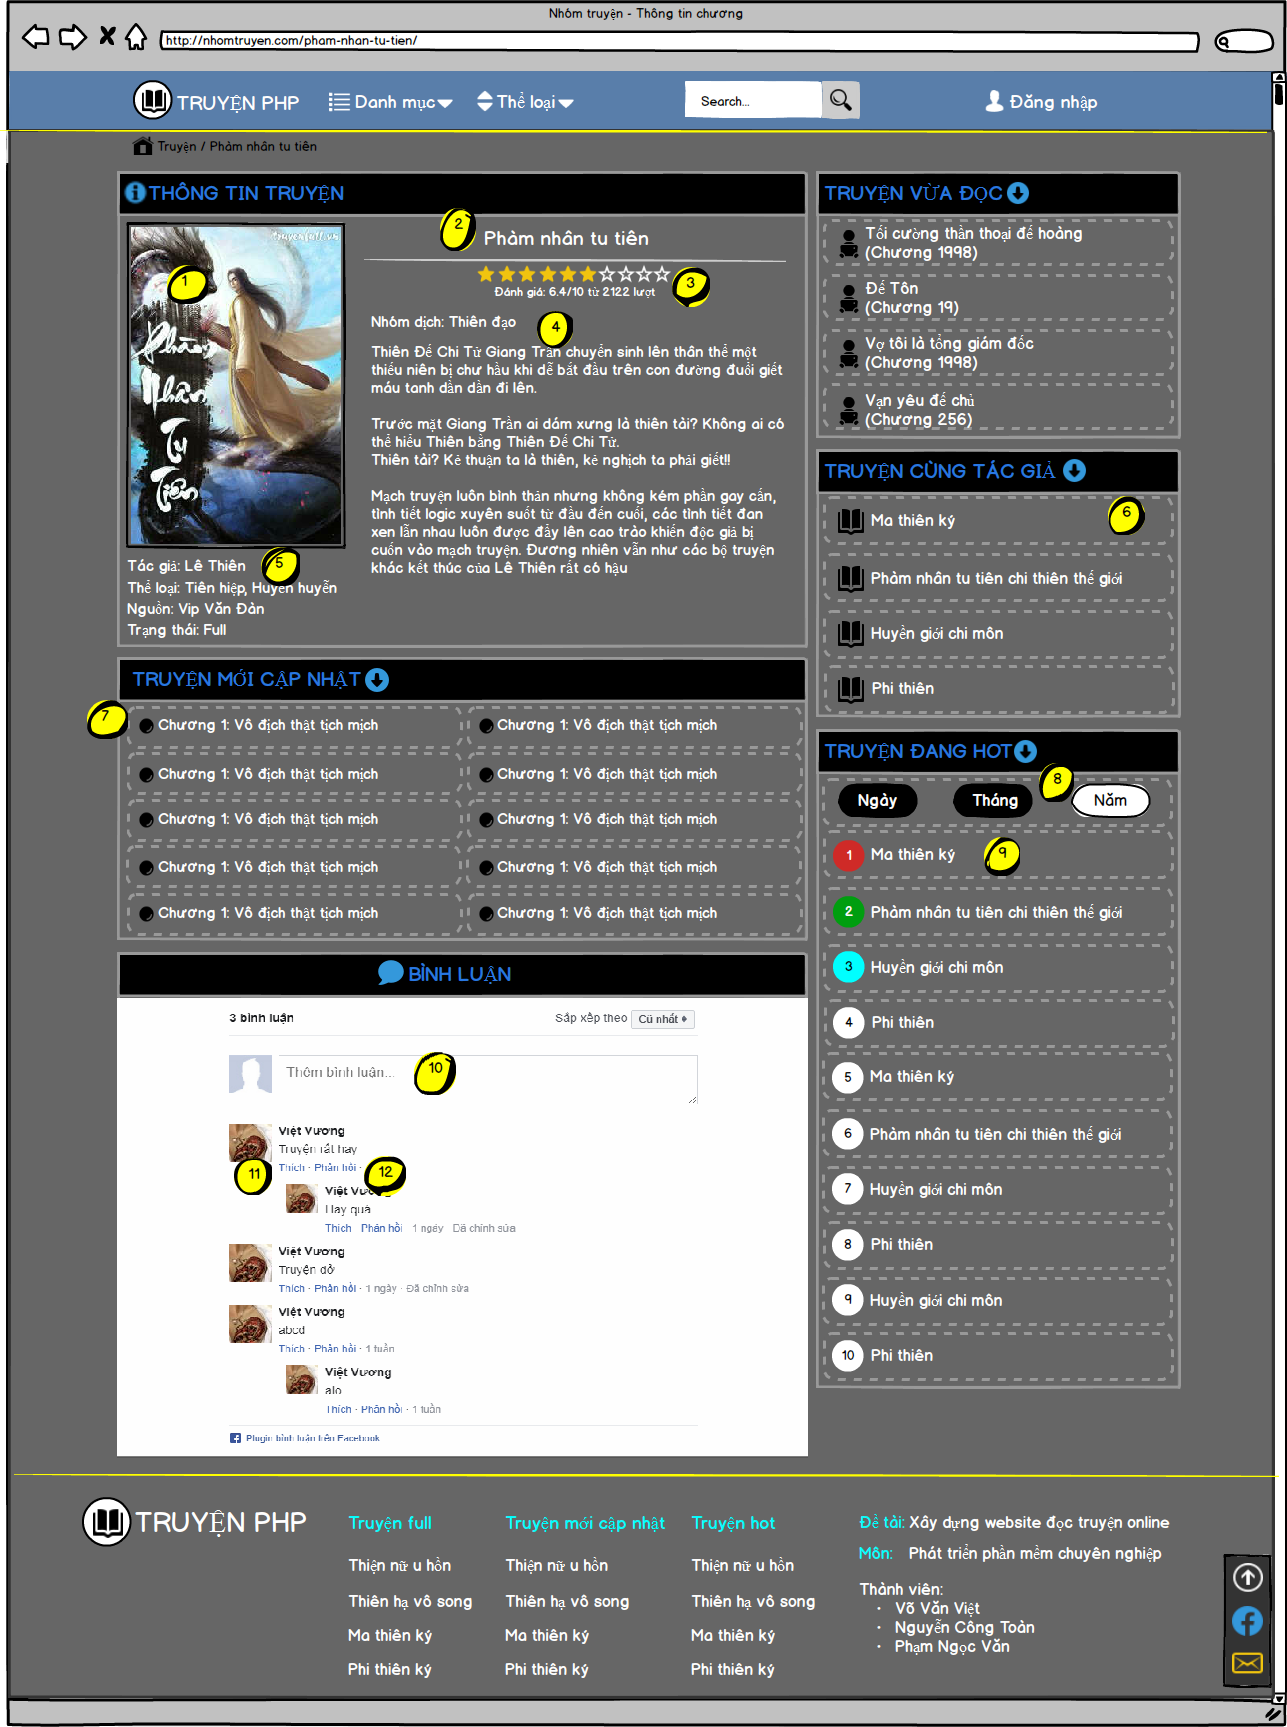 Nhóm truyện - Thông tin chương
http://nhomtruyen.com/pham-nhan-tu-tien/
TRUYỆN PHP
Danh mục
Thể loại
Search...
Đăng nhập
Truyện / Phàm nhân tu tiên
THÔNG TIN TRUYỆN
truyenfull.vn
Phàm
Nhân
Tu
Tiên
1
2
Phàm nhân tu tiên
3
Đánh giá: 6.4/10 từ 2122 lượt
Nhóm dịch: Thiên đạo
4
Thiên Đế Chi Tử Giang Trần chuyển sinh lên thân thể một
thiếu niên bị chư hầu khi dễ bắt đầu trên con đường đuổi giết
máu tanh dần dần đi lên.
Trước mặt Giang Trần ai dám xưng là thiên tài? Không ai có
thể hiểu Thiên bằng Thiên Đế Chi Tử.
Thiên tài? Kẻ thuận ta là thiên, kẻ nghịch ta phải giết!!
Mạch truyện luôn bình thản nhưng không kém phần gay cấn,
tình tiết logic xuyên suốt từ đầu đến cuối, các tình tiết đan
xen lẫn nhau luôn được đẩy lên cao trào khiến độc giả bị
cuốn vào mạch truyện. Đương nhiên vẫn như các bộ truyện
khác kết thúc của Lê Thiên rất có hậu
Tác giả: Lê Thiên
5
Thể loại: Tiên hiệp, Huyền huyễn
Nguồn: Vip Văn Đàn
Trạng thái: Full
TRUYỆN MỚI CẬP NHẬT
7
Chương 1: Vô địch thật tịch mịch
Chương 1: Vô địch thật tịch mịch
Chương 1: Vô địch thật tịch mịch
Chương 1: Vô địch thật tịch mịch
Chương 1: Vô địch thật tịch mịch
Chương 1: Vô địch thật tịch mịch
Chương 1: Vô địch thật tịch mịch
Chương 1: Vô địch thật tịch mịch
Chương 1: Vô địch thật tịch mịch
Chương 1: Vô địch thật tịch mịch
BÌNH LUẬN
3 bình luận
Sắp xếp theo
Cũ nhất
Thêm bình luận...
10
Việt Vương
Truyện rất hay
Thích · Phản hồi ·
11
12
Việt Vương
Hay quá
Thích · Phản hồi · 1 ngày · Đã chỉnh sửa
Việt Vương
Truyện dở
Thích · Phản hồi · 1 ngày · Đã chỉnh sửa
Việt Vương
abcd
Thích · Phản hồi · 1 tuần
Việt Vương
alo
Thích · Phản hồi · 1 tuần
Plugin bình luận trên Facebook
TRUYỆN VỪA ĐỌC
Tối cường thần thoại đế hoàng
(Chương 1998)
Đế Tôn
(Chương 19)
Vợ tôi là tổng giám đốc
(Chương 1998)
Vạn yêu đế chủ
(Chương 256)
TRUYỆN CÙNG TÁC GIẢ
6
Ma thiên ký
Phàm nhân tu tiên chi thiên thế giới
Huyền giới chi môn
Phi thiên
TRUYỆN ĐANG HOT
8
Ngày
Tháng
Năm
1 Ma thiên ký
9
2 Phàm nhân tu tiên chi thiên thế giới
3 Huyền giới chi môn
4 Phi thiên
5 Ma thiên ký
6 Phàm nhân tu tiên chi thiên thế giới
7 Huyền giới chi môn
8 Phi thiên
9 Huyền giới chi môn
10 Phi thiên
TRUYỆN PHP
Truyện full
Thiện nữ u hồn
Thiên hạ vô song
Ma thiên ký
Phi thiên ký
Truyện mới cập nhật
Thiện nữ u hồn
Thiên hạ vô song
Ma thiên ký
Phi thiên ký
Truyện hot
Thiện nữ u hồn
Thiên hạ vô song
Ma thiên ký
Phi thiên ký
Đề tài: Xây dựng website đọc truyện online
Môn: Phát triển phần mềm chuyên nghiệp
Thành viên:
· Võ Văn Việt
· Nguyễn Công Toàn
· Phạm Ngọc Văn